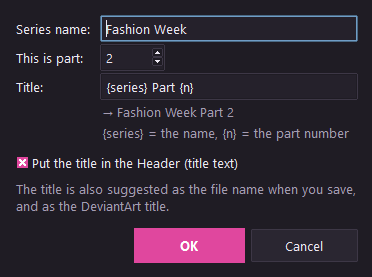 Series name: Fashion Week
This is part: 2
Title: {series} Part {n}
→ Fashion Week Part 2
{series} = the name, {n} = the part number
Put the title in the Header (title text)
The title is also suggested as the file name when you save,
and as the DeviantArt title.
OK Cancel